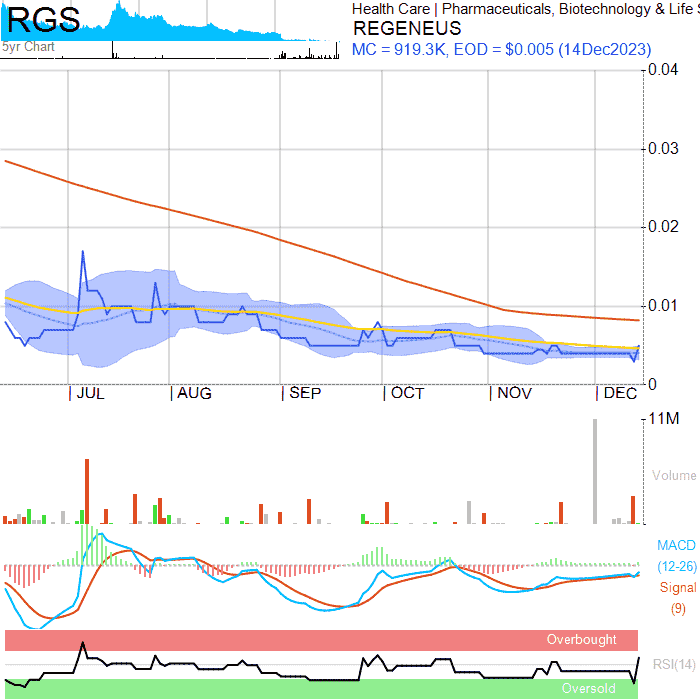 RGS
5yr Chart
Health Care | Pharmaceuticals, Biotechnology & Life S
REGENEUS
MC = 919.3K, EOD = $0.005 (14Dec2023)
0.04
0.03
0.02
0.01
0
| JUL | AUG | SEP | OCT | NOV | DEC
11M
Volume
MACD
(12-26)
Signal
(9)
Overbought
RSI(14)
Oversold